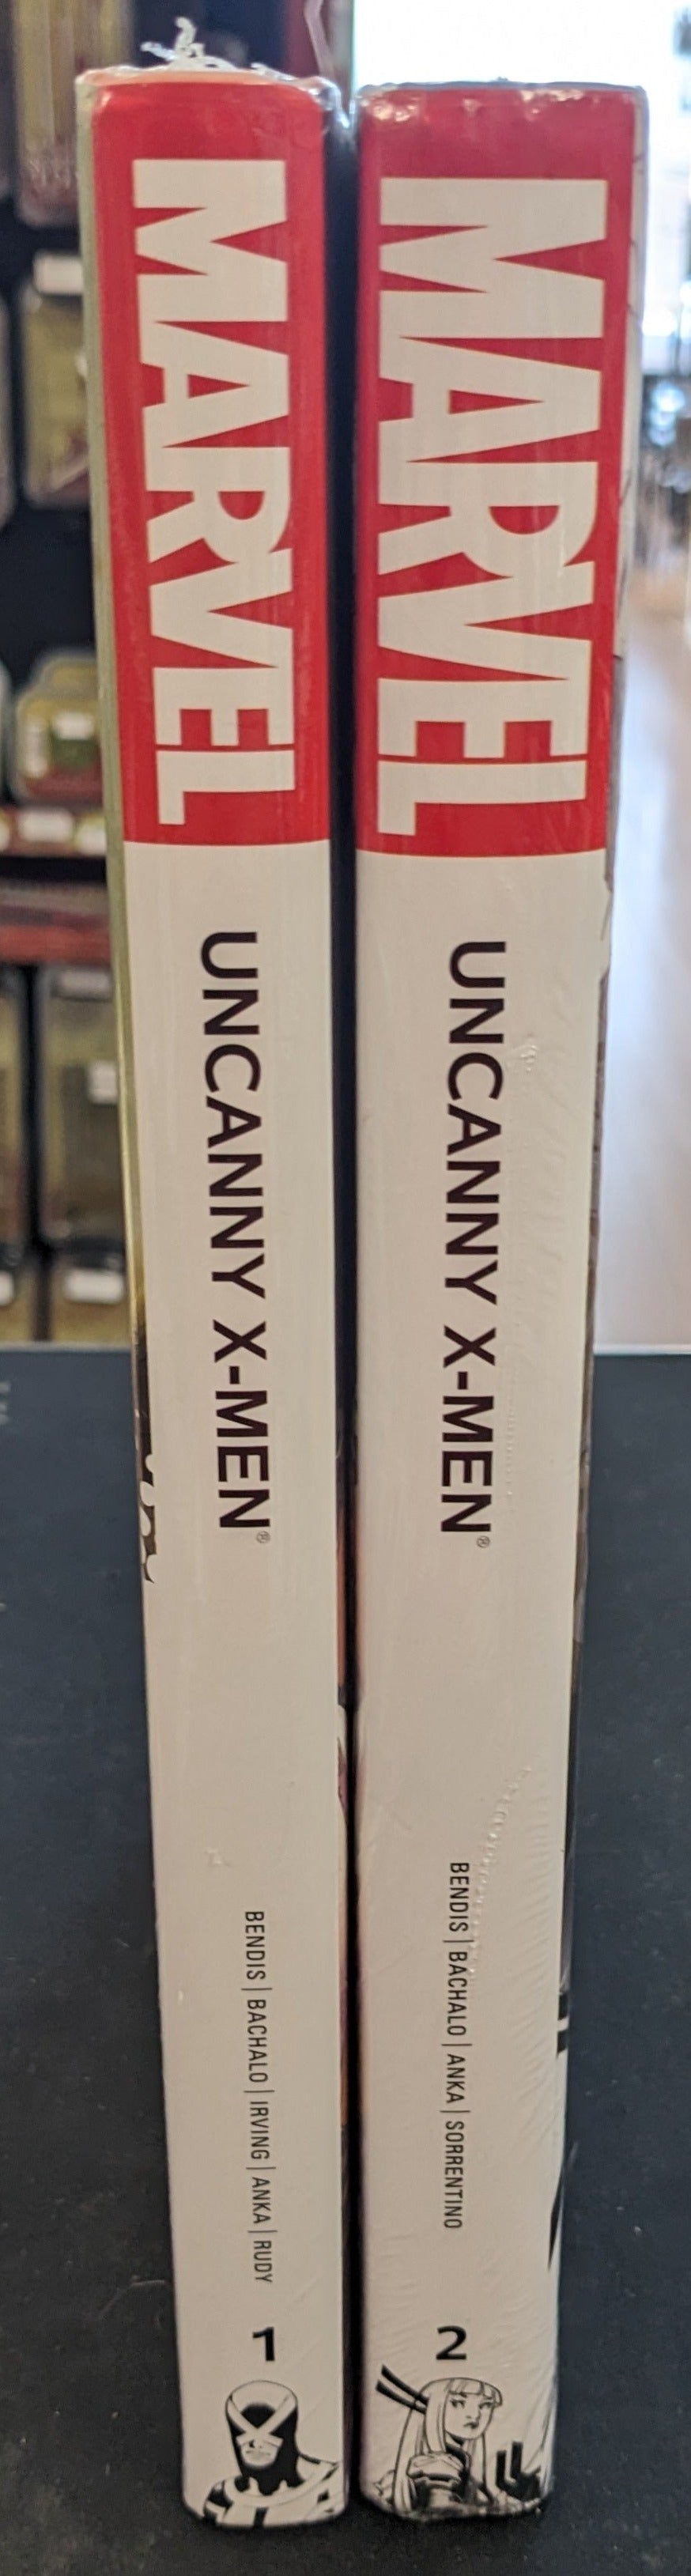 MARVEL
UNCANNY X-MEN®
BENDIS | BACHALO | IRVING | ANKA | RUDY
1
MARVEL
UNCANNY X-MEN®
BENDIS | BACHALO | ANKA | SORRENTINO
2